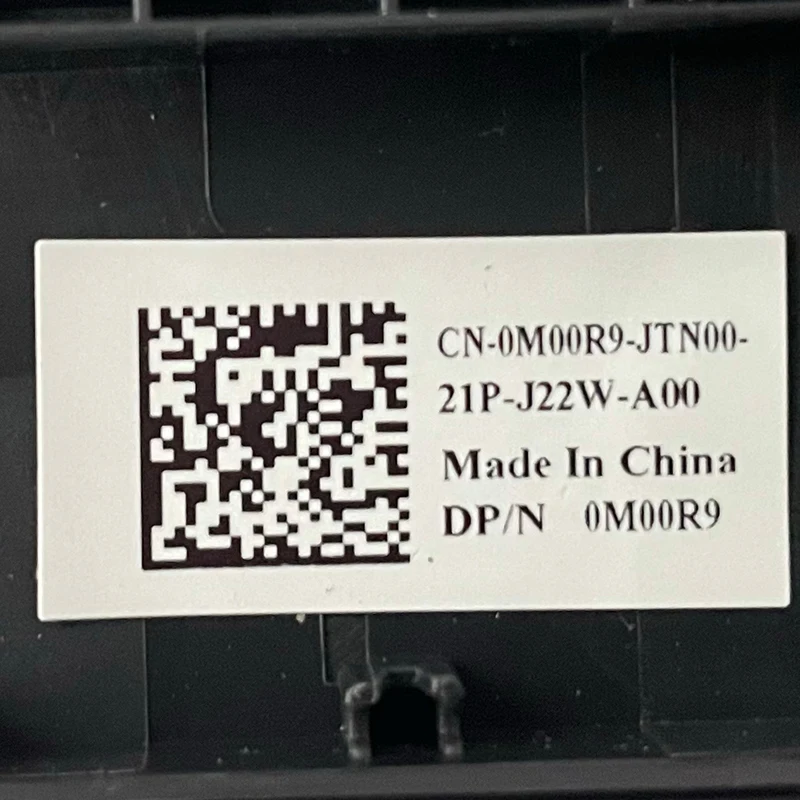 CN-0M00R9-JTN00-
21P-J22W-A00
Made In China
DP/N 0M00R9